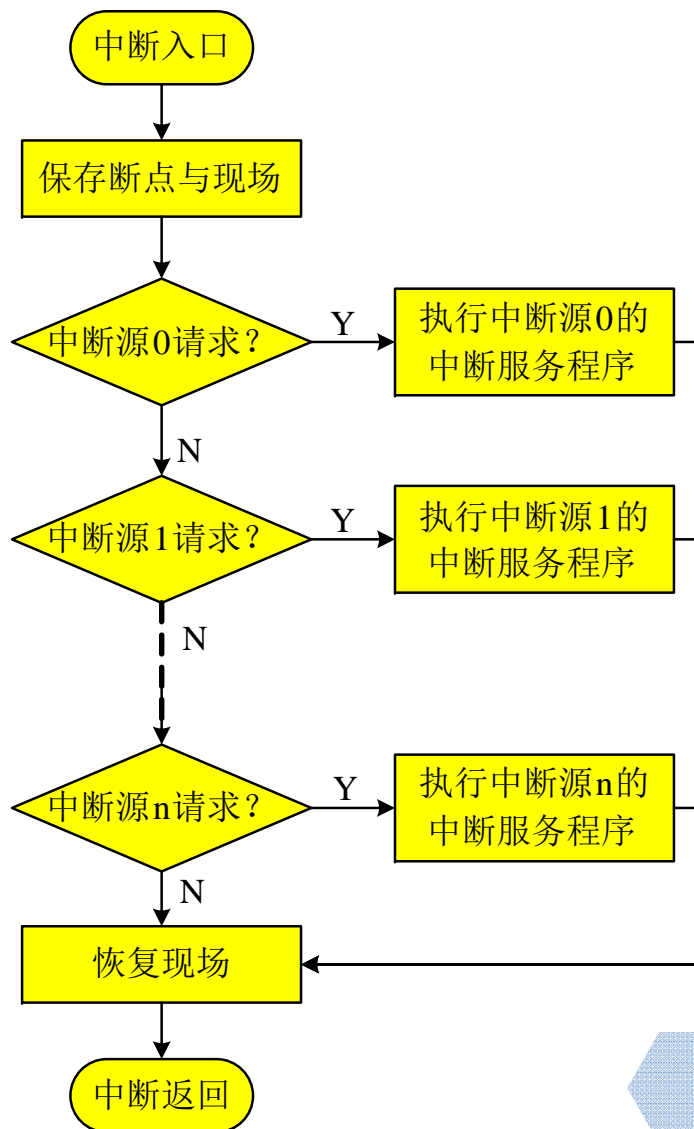 中断入口
保存断点与现场
中断源0请求？
Y
执行中断源0的
中断服务程序
N
中断源1请求？
Y
执行中断源1的
中断服务程序
N
中断源n请求？
Y
执行中断源n的
中断服务程序
N
恢复现场
中断返回